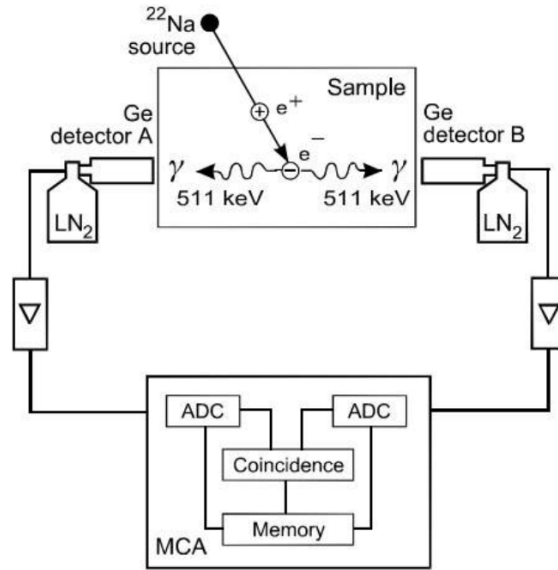 ²²Na
source
Sample
e⁺
Ge
detector A
Ge
detector B
e⁻
γ
γ
511 keV
511 keV
LN₂
LN₂
ADC
ADC
Coincidence
Memory
MCA